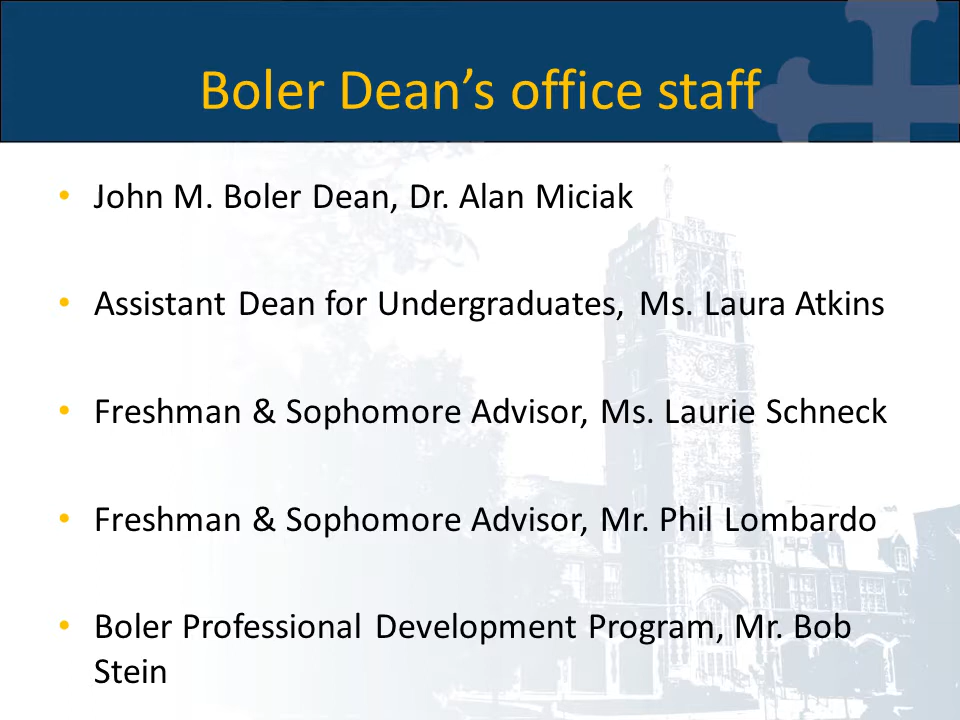 Boler Dean’s office staff
• John M. Boler Dean, Dr. Alan Miciak
• Assistant Dean for Undergraduates, Ms. Laura Atkins
• Freshman & Sophomore Advisor, Ms. Laurie Schneck
• Freshman & Sophomore Advisor, Mr. Phil Lombardo
• Boler Professional Development Program, Mr. Bob
Stein